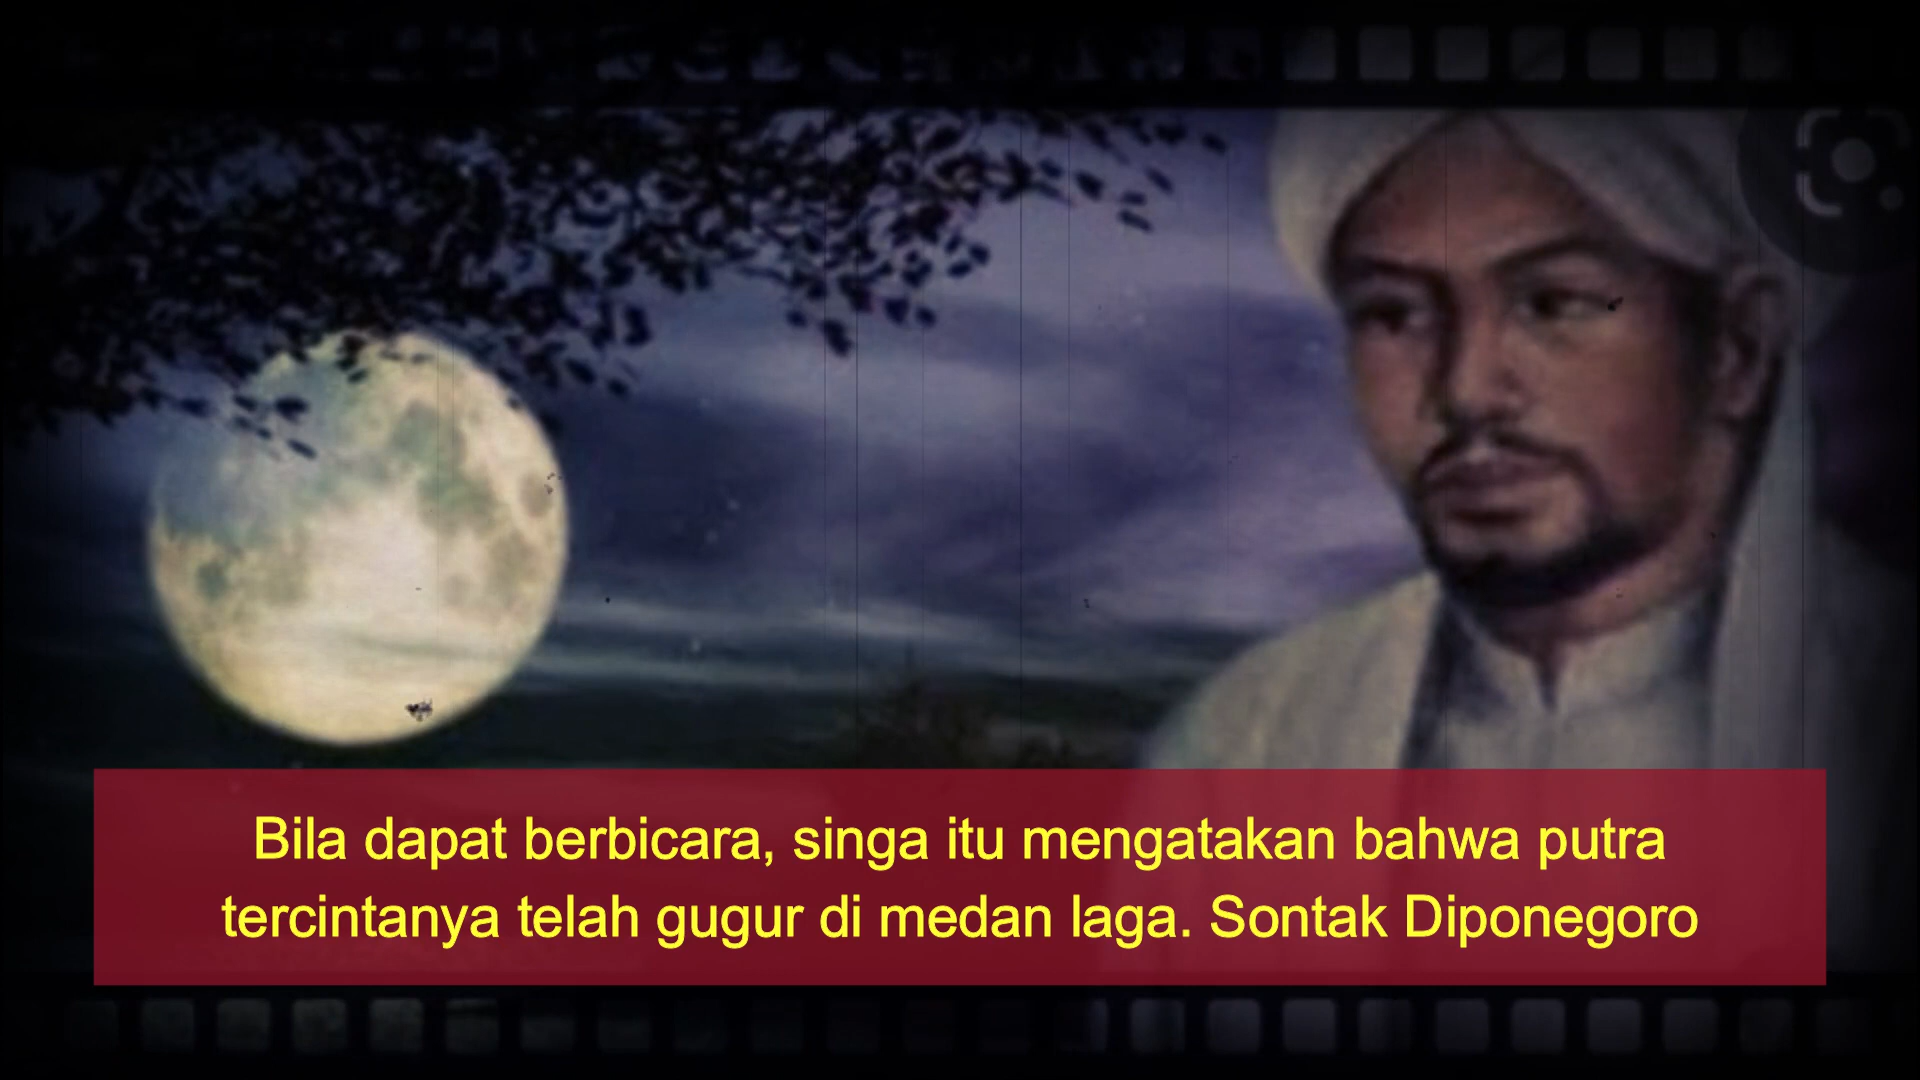 Bila dapat berbicara, singa itu mengatakan bahwa putra
tercintanya telah gugur di medan laga. Sontak Diponegoro